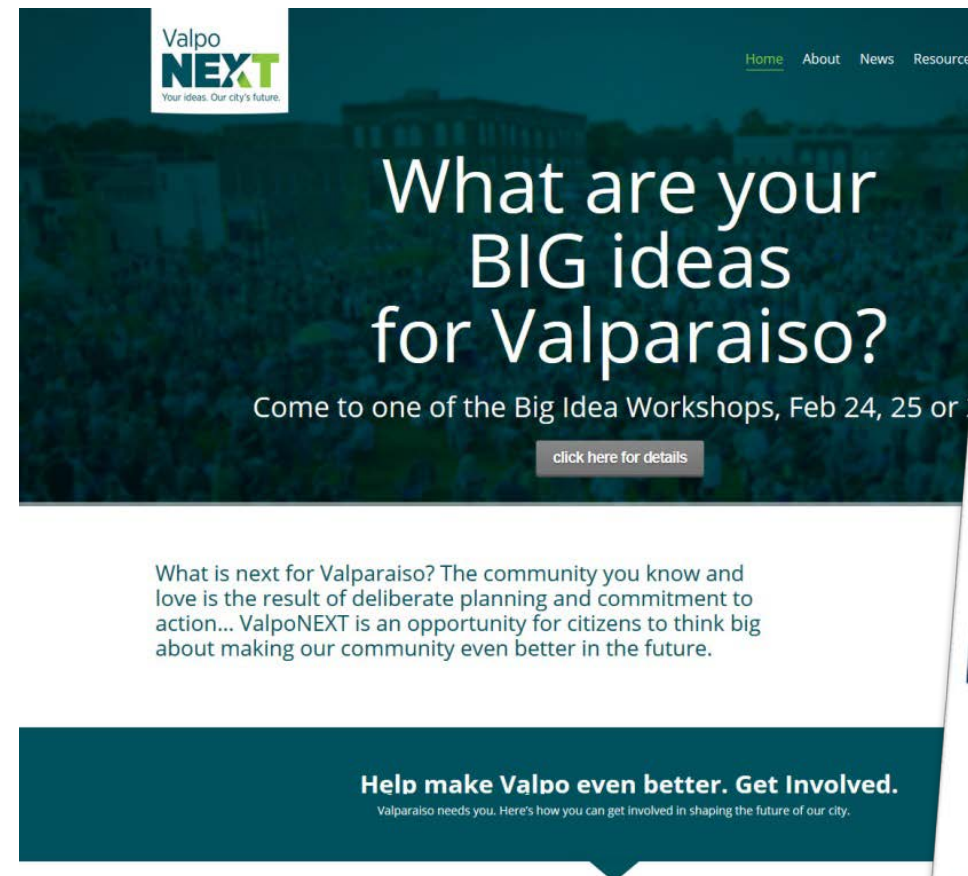 Valpo
NEXT
Your ideas. Our city's future.
Home About News
What are your
BIG ideas
for Valparaiso?
Come to one of the Big Idea Workshops, Feb 24, 25 or
click here for details
What is next for Valparaiso? The community you know and
love is the result of deliberate planning and commitment to
action... ValpoNEXT is an opportunity for citizens to think big
about making our community even better in the future.
Help make Valpo even better. Get Involved.
Valparaiso needs you. Here's how you can get involved in shaping the future of our city.